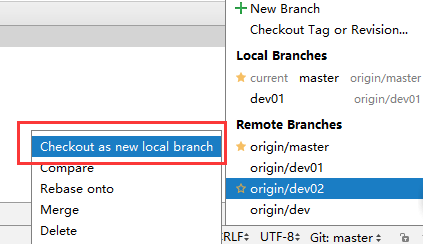 New Branch
Checkout Tag or Revision...
Local Branches
current master origin/master
dev01 origin/dev01
Remote Branches
origin/master
origin/dev01
origin/dev02
origin/dev
Checkout as new local branch
Compare
Rebase onto
Merge
Delete
RLF UTF-8 Git: master